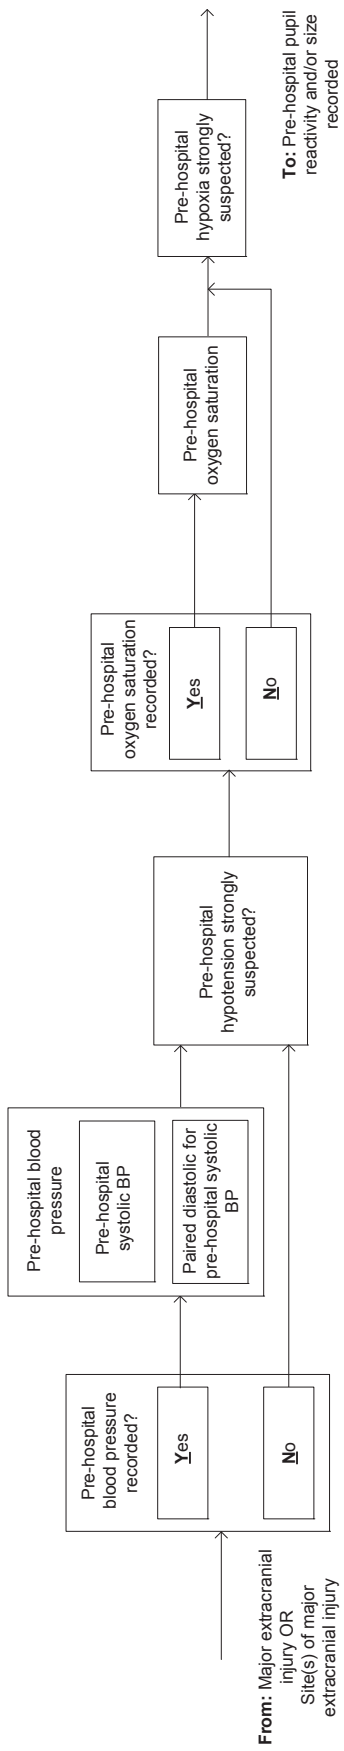 From: Major extracranial
injury OR
Site(s) of major
extracranial injury
Pre-hospital
blood pressure
recorded?
Yes
No
Pre-hospital blood
pressure
Pre-hospital
systolic BP
Paired diastolic for
pre-hospital systolic
BP
Pre-hospital
hypotension strongly
suspected?
Pre-hospital
oxygen saturation
recorded?
Yes
No
Pre-hospital
oxygen saturation
Pre-hospital
hypoxia strongly
suspected?
To: Pre-hospital pupil
reactivity and/or size
recorded